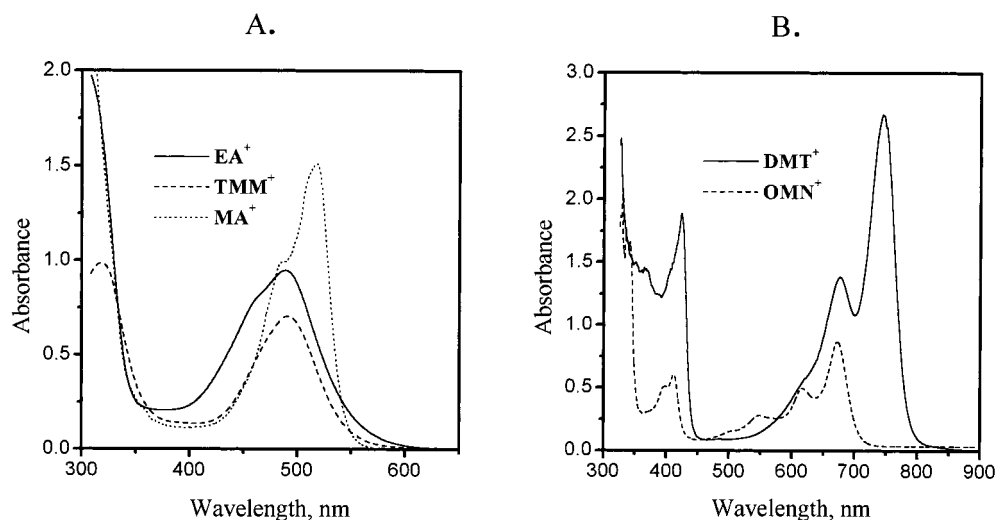 A.
B.
2.0
1.5
1.0
0.5
0.0
Absorbance
EA+
TMM+
MA+
300 400 500 600
Wavelength, nm
3.0
2.5
2.0
1.5
1.0
0.5
0.0
Absorbance
DMT+
OMN+
300 400 500 600 700 800 900
Wavelength, nm